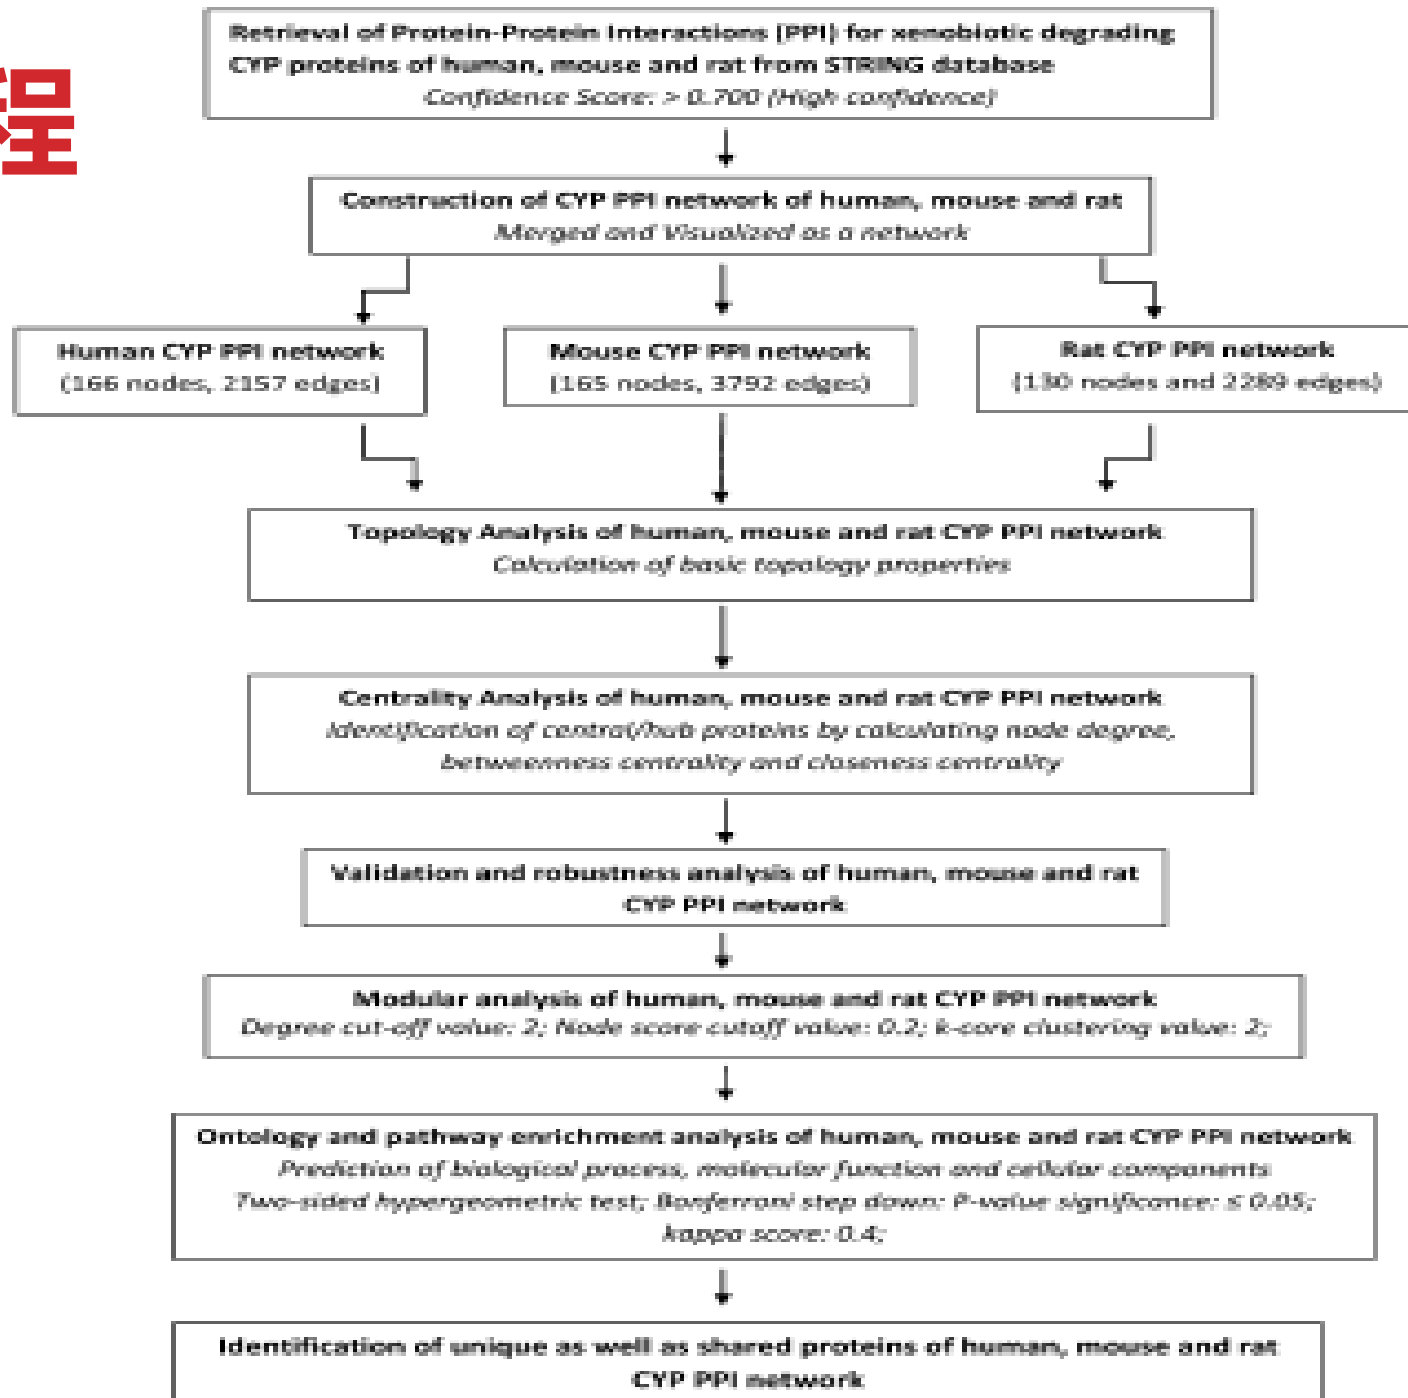 程
Retrieval of Protein-Protein Interactions (PPI) for xenobiotic degrading
CYP proteins of human, mouse and rat from STRING database
Confidence Score: > 0.700 (High confidence)
Construction of CYP PPI network of human, mouse and rat
Merged and Visualized as a network
Human CYP PPI network
(166 nodes, 2157 edges)
Mouse CYP PPI network
(165 nodes, 3792 edges)
Rat CYP PPI network
(130 nodes and 2289 edges)
Topology Analysis of human, mouse and rat CYP PPI network
Calculation of basic topology properties
Centrality Analysis of human, mouse and rat CYP PPI network
Identification of central/hub proteins by calculating node degree,
betweenness centrality and closeness centrality
Validation and robustness analysis of human, mouse and rat
CYP PPI network
Modular analysis of human, mouse and rat CYP PPI network
Degree cut-off value: 2; Node score cutoff value: 0.2; k-core clustering value: 2;
Ontology and pathway enrichment analysis of human, mouse and rat CYP PPI network
Prediction of biological process, molecular function and cellular components
Two-sided hypergeometric test; Bonferroni step down; P-value significance: ≤ 0.05;
kappa score: 0.4;
Identification of unique as well as shared proteins of human, mouse and rat
CYP PPI network